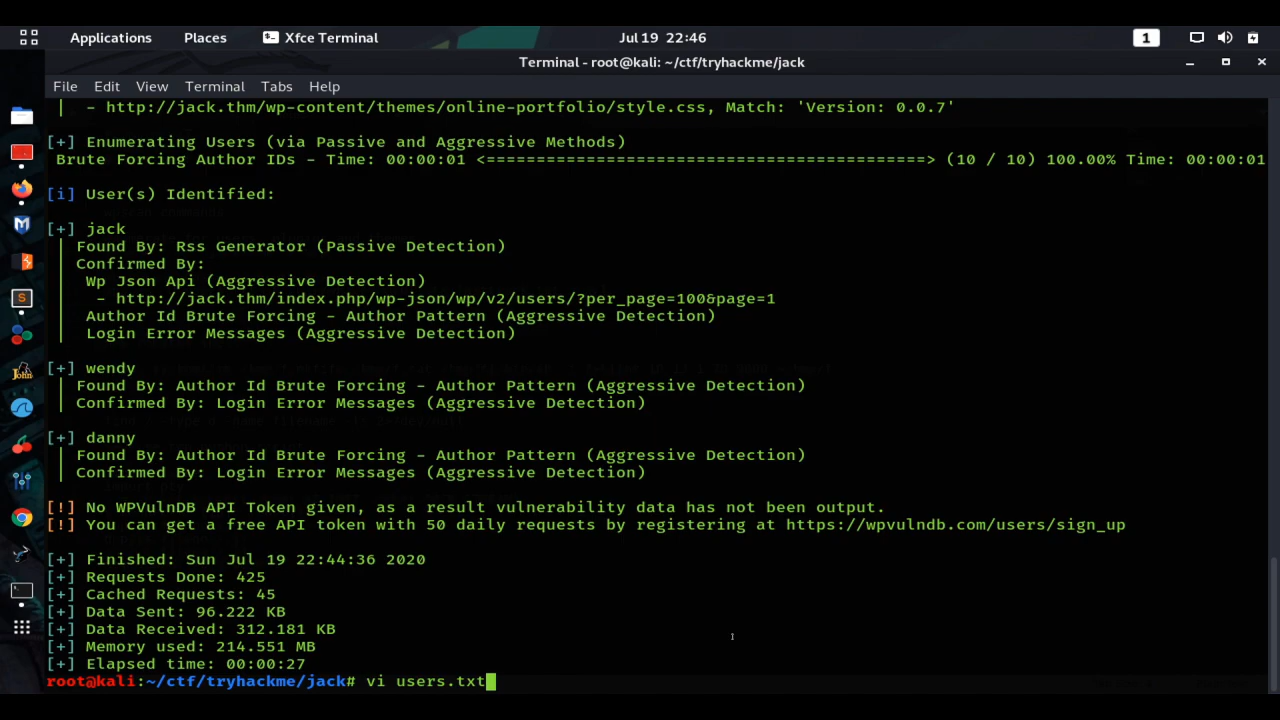 Applications Places Xfce Terminal Jul 19 22:46 1
Terminal - root@kali: ~/ctf/tryhackme/jack
File Edit View Terminal Tabs Help
| - http://jack.thm/wp-content/themes/online-portfolio/style.css, Match: 'Version: 0.0.7'
[+] Enumerating Users (via Passive and Aggressive Methods)
Brute Forcing Author IDs - Time: 00:00:01 <============================================> (10 / 10) 100.00% Time: 00:00:01
[i] User(s) Identified:
[+] jack
| Found By: Rss Generator (Passive Detection)
| Confirmed By:
| Wp Json Api (Aggressive Detection)
| - http://jack.thm/index.php/wp-json/wp/v2/users/?per_page=100&page=1
| Author Id Brute Forcing - Author Pattern (Aggressive Detection)
| Login Error Messages (Aggressive Detection)
[+] wendy
| Found By: Author Id Brute Forcing - Author Pattern (Aggressive Detection)
| Confirmed By: Login Error Messages (Aggressive Detection)
[+] danny
| Found By: Author Id Brute Forcing - Author Pattern (Aggressive Detection)
| Confirmed By: Login Error Messages (Aggressive Detection)
[!] No WPVulnDB API Token given, as a result vulnerability data has not been output.
[!] You can get a free API token with 50 daily requests by registering at https://wpvulndb.com/users/sign_up
[+] Finished: Sun Jul 19 22:44:36 2020
[+] Requests Done: 425
[+] Cached Requests: 45
[+] Data Sent: 96.222 KB
[+] Data Received: 312.181 KB
[+] Memory used: 214.551 MB
[+] Elapsed time: 00:00:27
root@kali:~/ctf/tryhackme/jack# vi users.txt